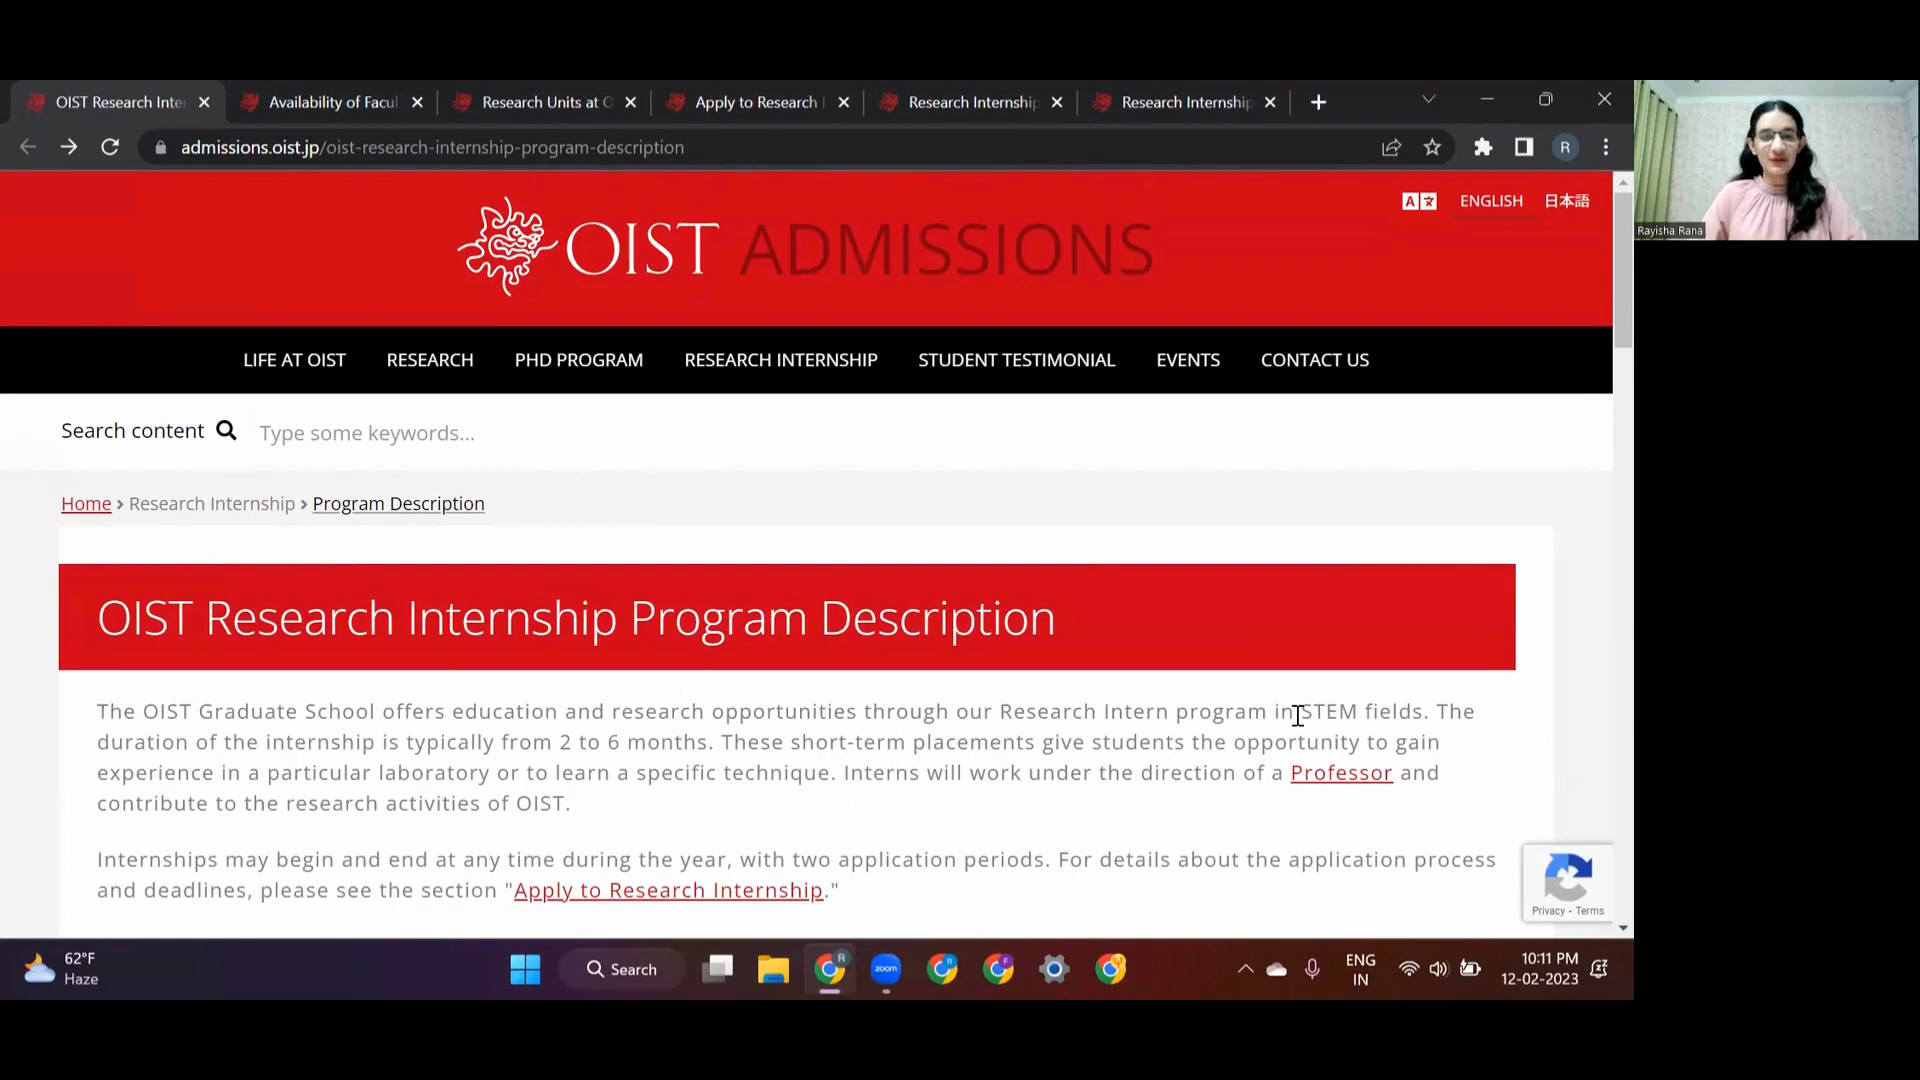 OIST Research Inte
Availability of Facul
Research Units at O
Apply to Research I
Research Internship
Research Internship
admissions.oist.jp/oist-research-internship-program-description
R
Rayisha Rana
ENGLISH
日本語
OIST ADMISSIONS
LIFE AT OIST
RESEARCH
PHD PROGRAM
RESEARCH INTERNSHIP
STUDENT TESTIMONIAL
EVENTS
CONTACT US
Search content
Type some keywords...
Home > Research Internship > Program Description
OIST Research Internship Program Description
The OIST Graduate School offers education and research opportunities through our Research Intern program in STEM fields. The
duration of the internship is typically from 2 to 6 months. These short-term placements give students the opportunity to gain
experience in a particular laboratory or to learn a specific technique. Interns will work under the direction of a Professor and
contribute to the research activities of OIST.
Internships may begin and end at any time during the year, with two application periods. For details about the application process
and deadlines, please see the section "Apply to Research Internship."
Privacy - Terms
62°F
Haze
Search
zoom
ENG
IN
10:11 PM
12-02-2023